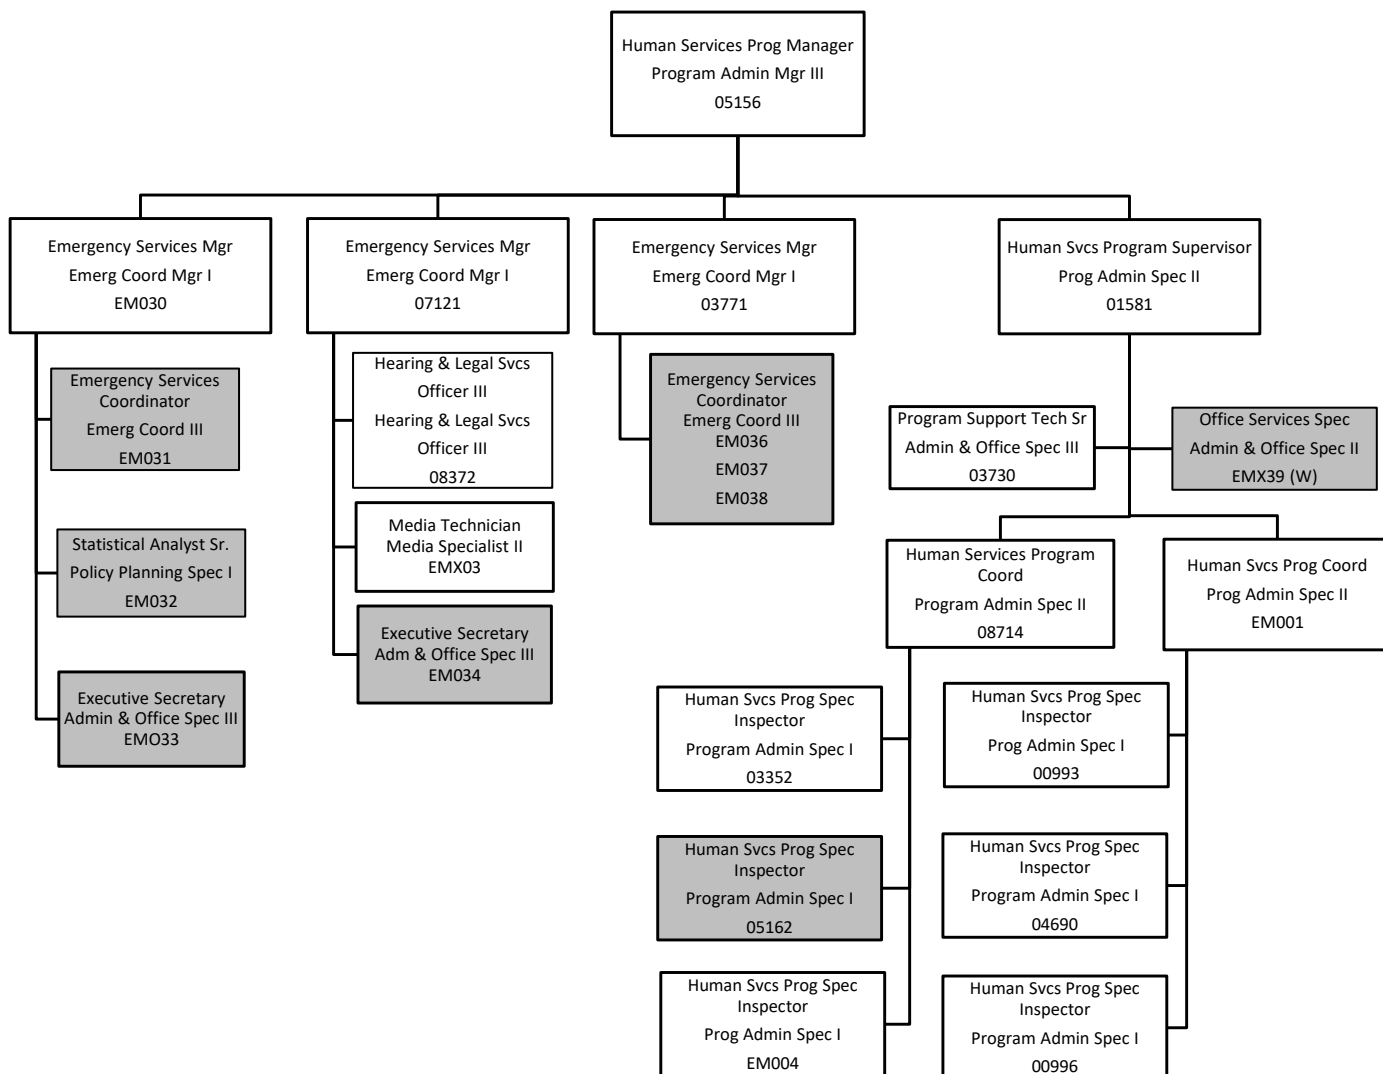 Human Services Prog Manager
Program Admin Mgr III
05156
Emergency Services Mgr
Emerg Coord Mgr I
EM030
Emergency Services Mgr
Emerg Coord Mgr I
07121
Emergency Services Mgr
Emerg Coord Mgr I
03771
Human Svcs Program Supervisor
Prog Admin Spec II
01581
Emergency Services
Coordinator
Emerg Coord III
EM031
Hearing & Legal Svcs
Officer III
Hearing & Legal Svcs
Officer III
08372
Emergency Services
Coordinator
Emerg Coord III
EM036
EM037
EM038
Program Support Tech Sr
Admin & Office Spec III
03730
Office Services Spec
Admin & Office Spec II
EMX39 (W)
Statistical Analyst Sr.
Policy Planning Spec I
EM032
Media Technician
Media Specialist II
EMX03
Human Services Program
Coord
Program Admin Spec II
08714
Human Svcs Prog Coord
Prog Admin Spec II
EM001
Executive Secretary
Admin & Office Spec III
EMO33
Executive Secretary
Adm & Office Spec III
EM034
Human Svcs Prog Spec
Inspector
Program Admin Spec I
03352
Human Svcs Prog Spec
Inspector
Prog Admin Spec I
00993
Human Svcs Prog Spec
Inspector
Program Admin Spec I
05162
Human Svcs Prog Spec
Inspector
Program Admin Spec I
04690
Human Svcs Prog Spec
Inspector
Prog Admin Spec I
EM004
Human Svcs Prog Spec
Inspector
Program Admin Spec I
00996